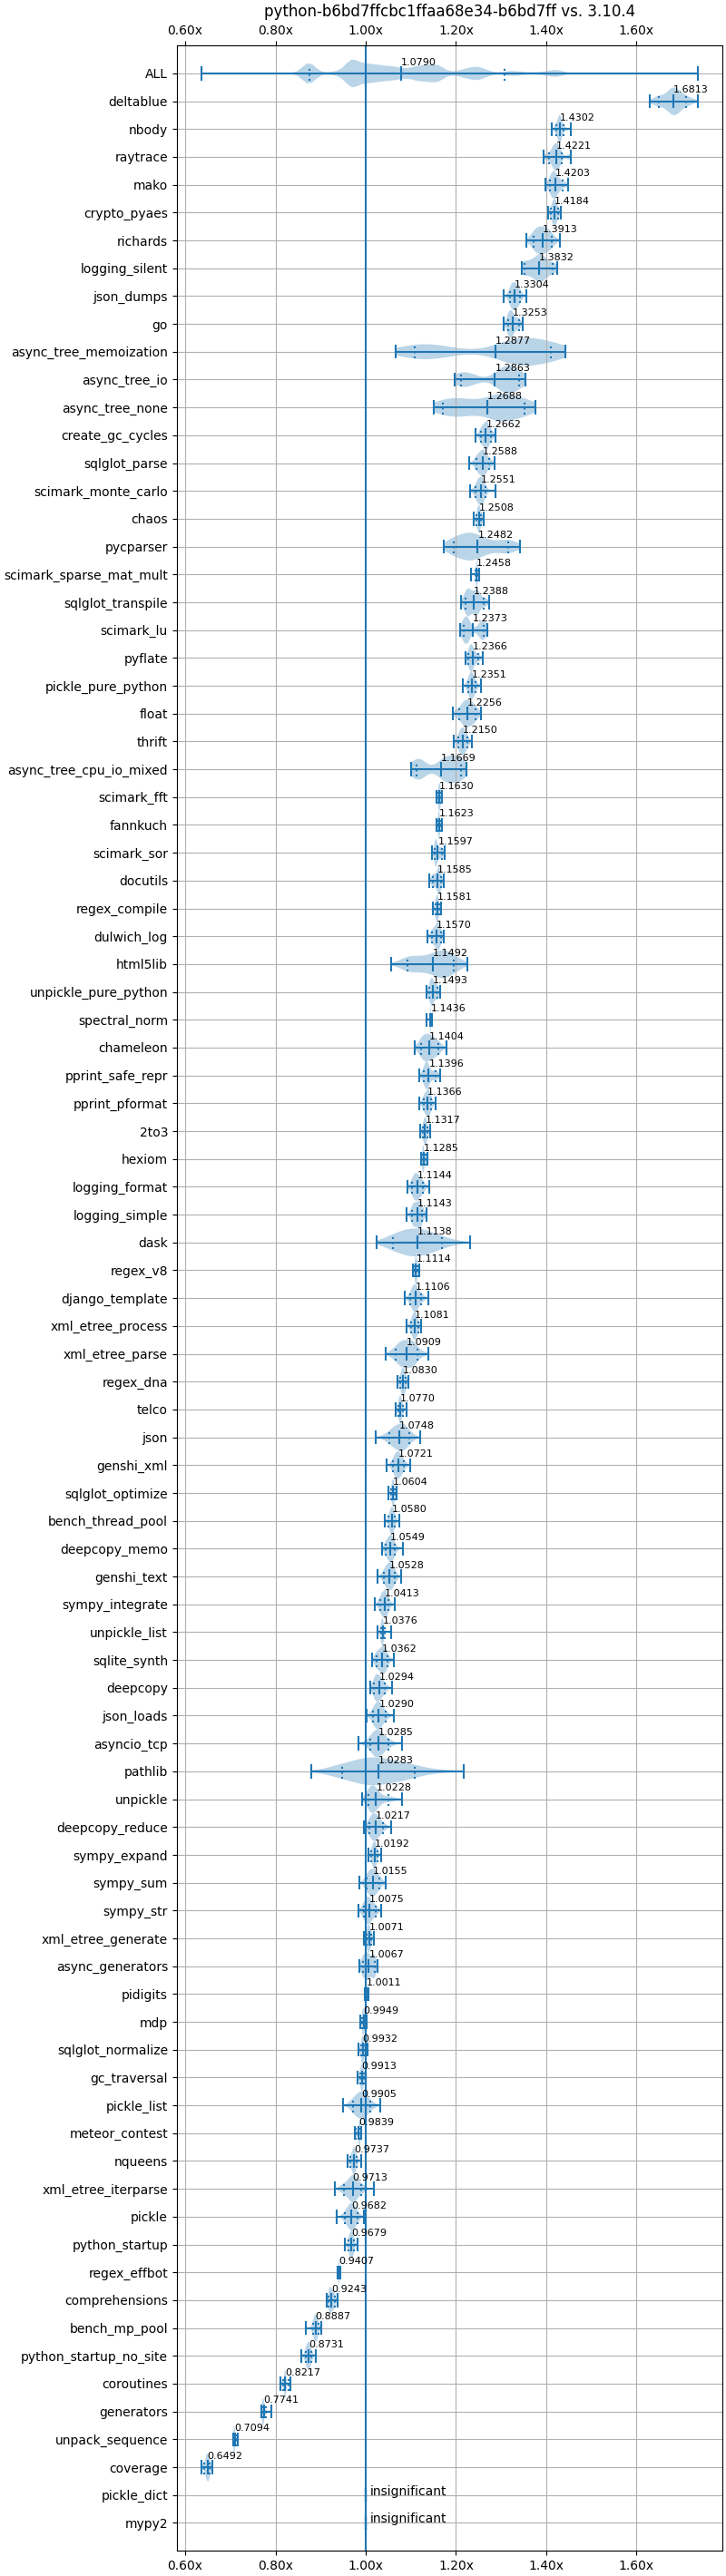 python-b6bd7ffcbc1ffaa68e34-b6bd7ff vs. 3.10.4
0.60x 0.80x 1.00x 1.20x 1.40x 1.60x
ALL 1.0790
deltablue 1.6813
nbody 1.4302
raytrace 1.4221
mako 1.4203
crypto_pyaes 1.4184
richards 1.3913
logging_silent 1.3832
json_dumps 1.3304
go 1.3253
async_tree_memoization 1.2877
async_tree_io 1.2863
async_tree_none 1.2688
create_gc_cycles 1.2662
sqlglot_parse 1.2588
scimark_monte_carlo 1.2551
chaos 1.2508
pycparser 1.2482
scimark_sparse_mat_mult 1.2458
sqlglot_transpile 1.2388
scimark_lu 1.2373
pyflate 1.2366
pickle_pure_python 1.2351
float 1.2256
thrift 1.2150
async_tree_cpu_io_mixed 1.1669
scimark_fft 1.1630
fannkuch 1.1623
scimark_sor 1.1597
docutils 1.1585
regex_compile 1.1581
dulwich_log 1.1570
html5lib 1.1492
unpickle_pure_python 1.1493
spectral_norm 1.1436
chameleon 1.1404
pprint_safe_repr 1.1396
pprint_pformat 1.1366
2to3 1.1317
hexiom 1.1285
logging_format 1.1144
logging_simple 1.1143
dask 1.1138
regex_v8 1.1114
django_template 1.1106
xml_etree_process 1.1081
xml_etree_parse 1.0909
regex_dna 1.0830
telco 1.0770
json 1.0748
genshi_xml 1.0721
sqlglot_optimize 1.0604
bench_thread_pool 1.0580
deepcopy_memo 1.0549
genshi_text 1.0528
sympy_integrate 1.0413
unpickle_list 1.0376
sqlite_synth 1.0362
deepcopy 1.0294
json_loads 1.0290
asyncio_tcp 1.0285
pathlib 1.0283
unpickle 1.0228
deepcopy_reduce 1.0217
sympy_expand 1.0192
sympy_sum 1.0155
sympy_str 1.0075
xml_etree_generate 1.0071
async_generators 1.0067
pidigits 1.0011
mdp 0.9949
sqlglot_normalize 0.9932
gc_traversal 0.9913
pickle_list 0.9905
meteor_contest 0.9839
nqueens 0.9737
xml_etree_iterparse 0.9713
pickle 0.9682
python_startup 0.9679
regex_effbot 0.9407
comprehensions 0.9243
bench_mp_pool 0.8887
python_startup_no_site 0.8731
coroutines 0.8217
generators 0.7741
unpack_sequence 0.7094
coverage 0.6492
pickle_dict insignificant
mypy2 insignificant
0.60x 0.80x 1.00x 1.20x 1.40x 1.60x